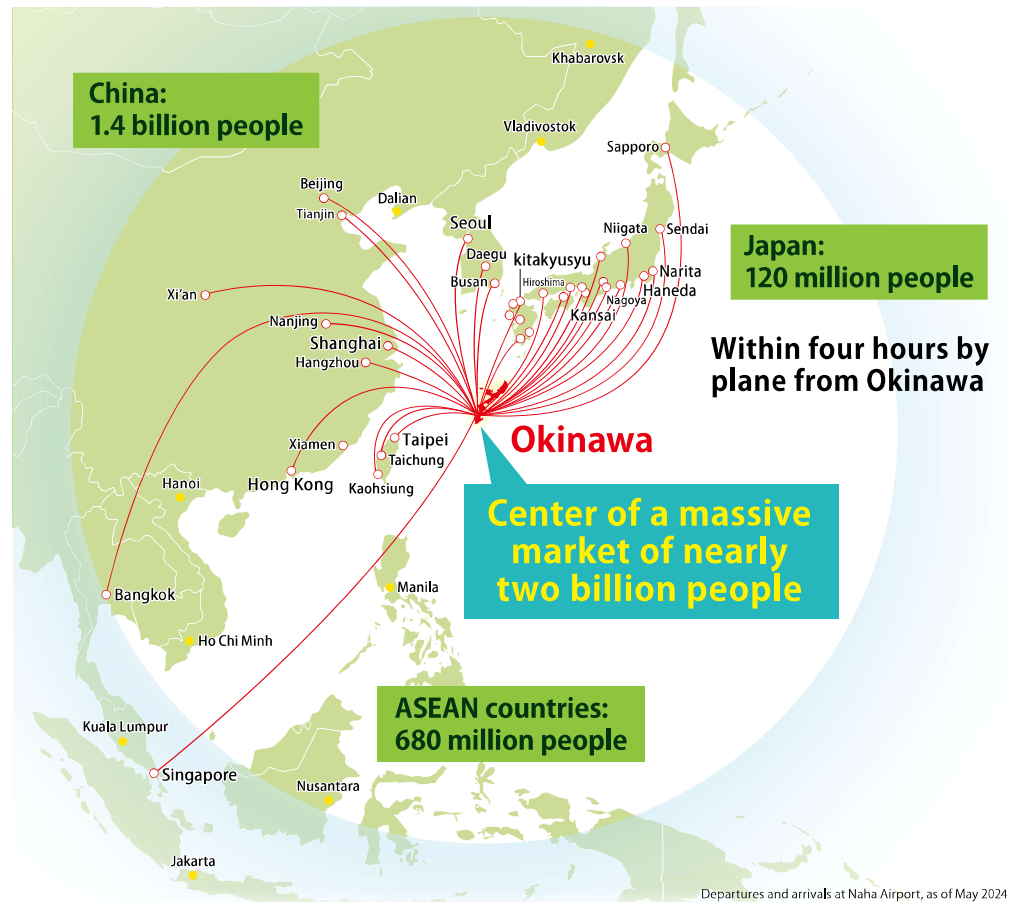 Khabarovsk
China:
1.4 billion people
Vladivostok
Sapporo
Beijing
Dalian
Tianjin
Seoul
Niigata
Sendai
Daegu
kitakyusyu
Japan:
120 million people
Busan
Hiroshima
Narita
Haneda
Xi'an
Nagoya
Kansai
Nanjing
Shanghai
Hangzhou
Within four hours by
plane from Okinawa
Okinawa
Xiamen
Taipei
Taichung
Hong Kong
Kaohsiung
Hanoi
Center of a massive
market of nearly
two billion people
Bangkok
Manila
Ho Chi Minh
ASEAN countries:
680 million people
Kuala Lumpur
Singapore
Nusantara
Jakarta
Departures and arrivals at Naha Airport, as of May 2024